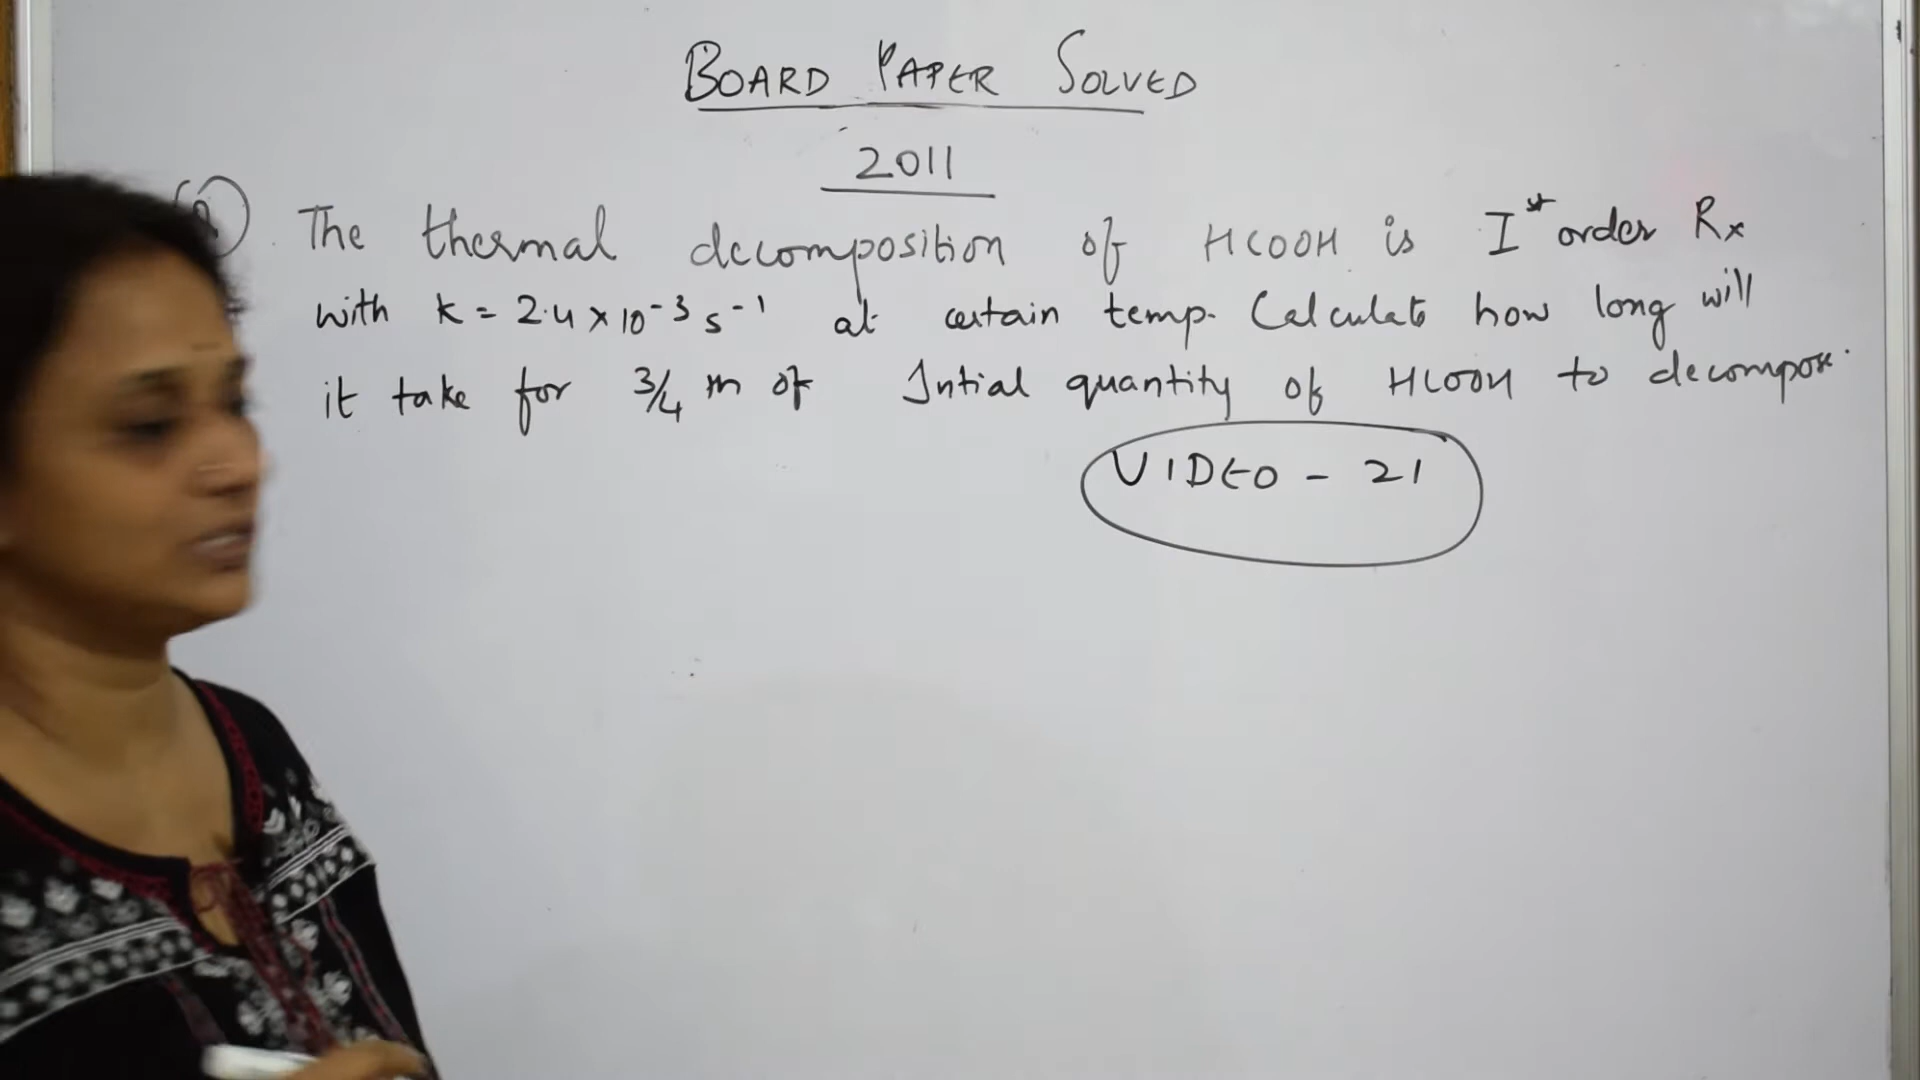 BOARD PAPER SOLVED
2011
The thermal decomposition of HCOOH is Ist order Rx
with k = 2.4 x 10-3 s-1 at certain temp. Calculate how long will
it take for 3/4 th of Intial quantity of HCOOH to decompose.
VIDEO - 21